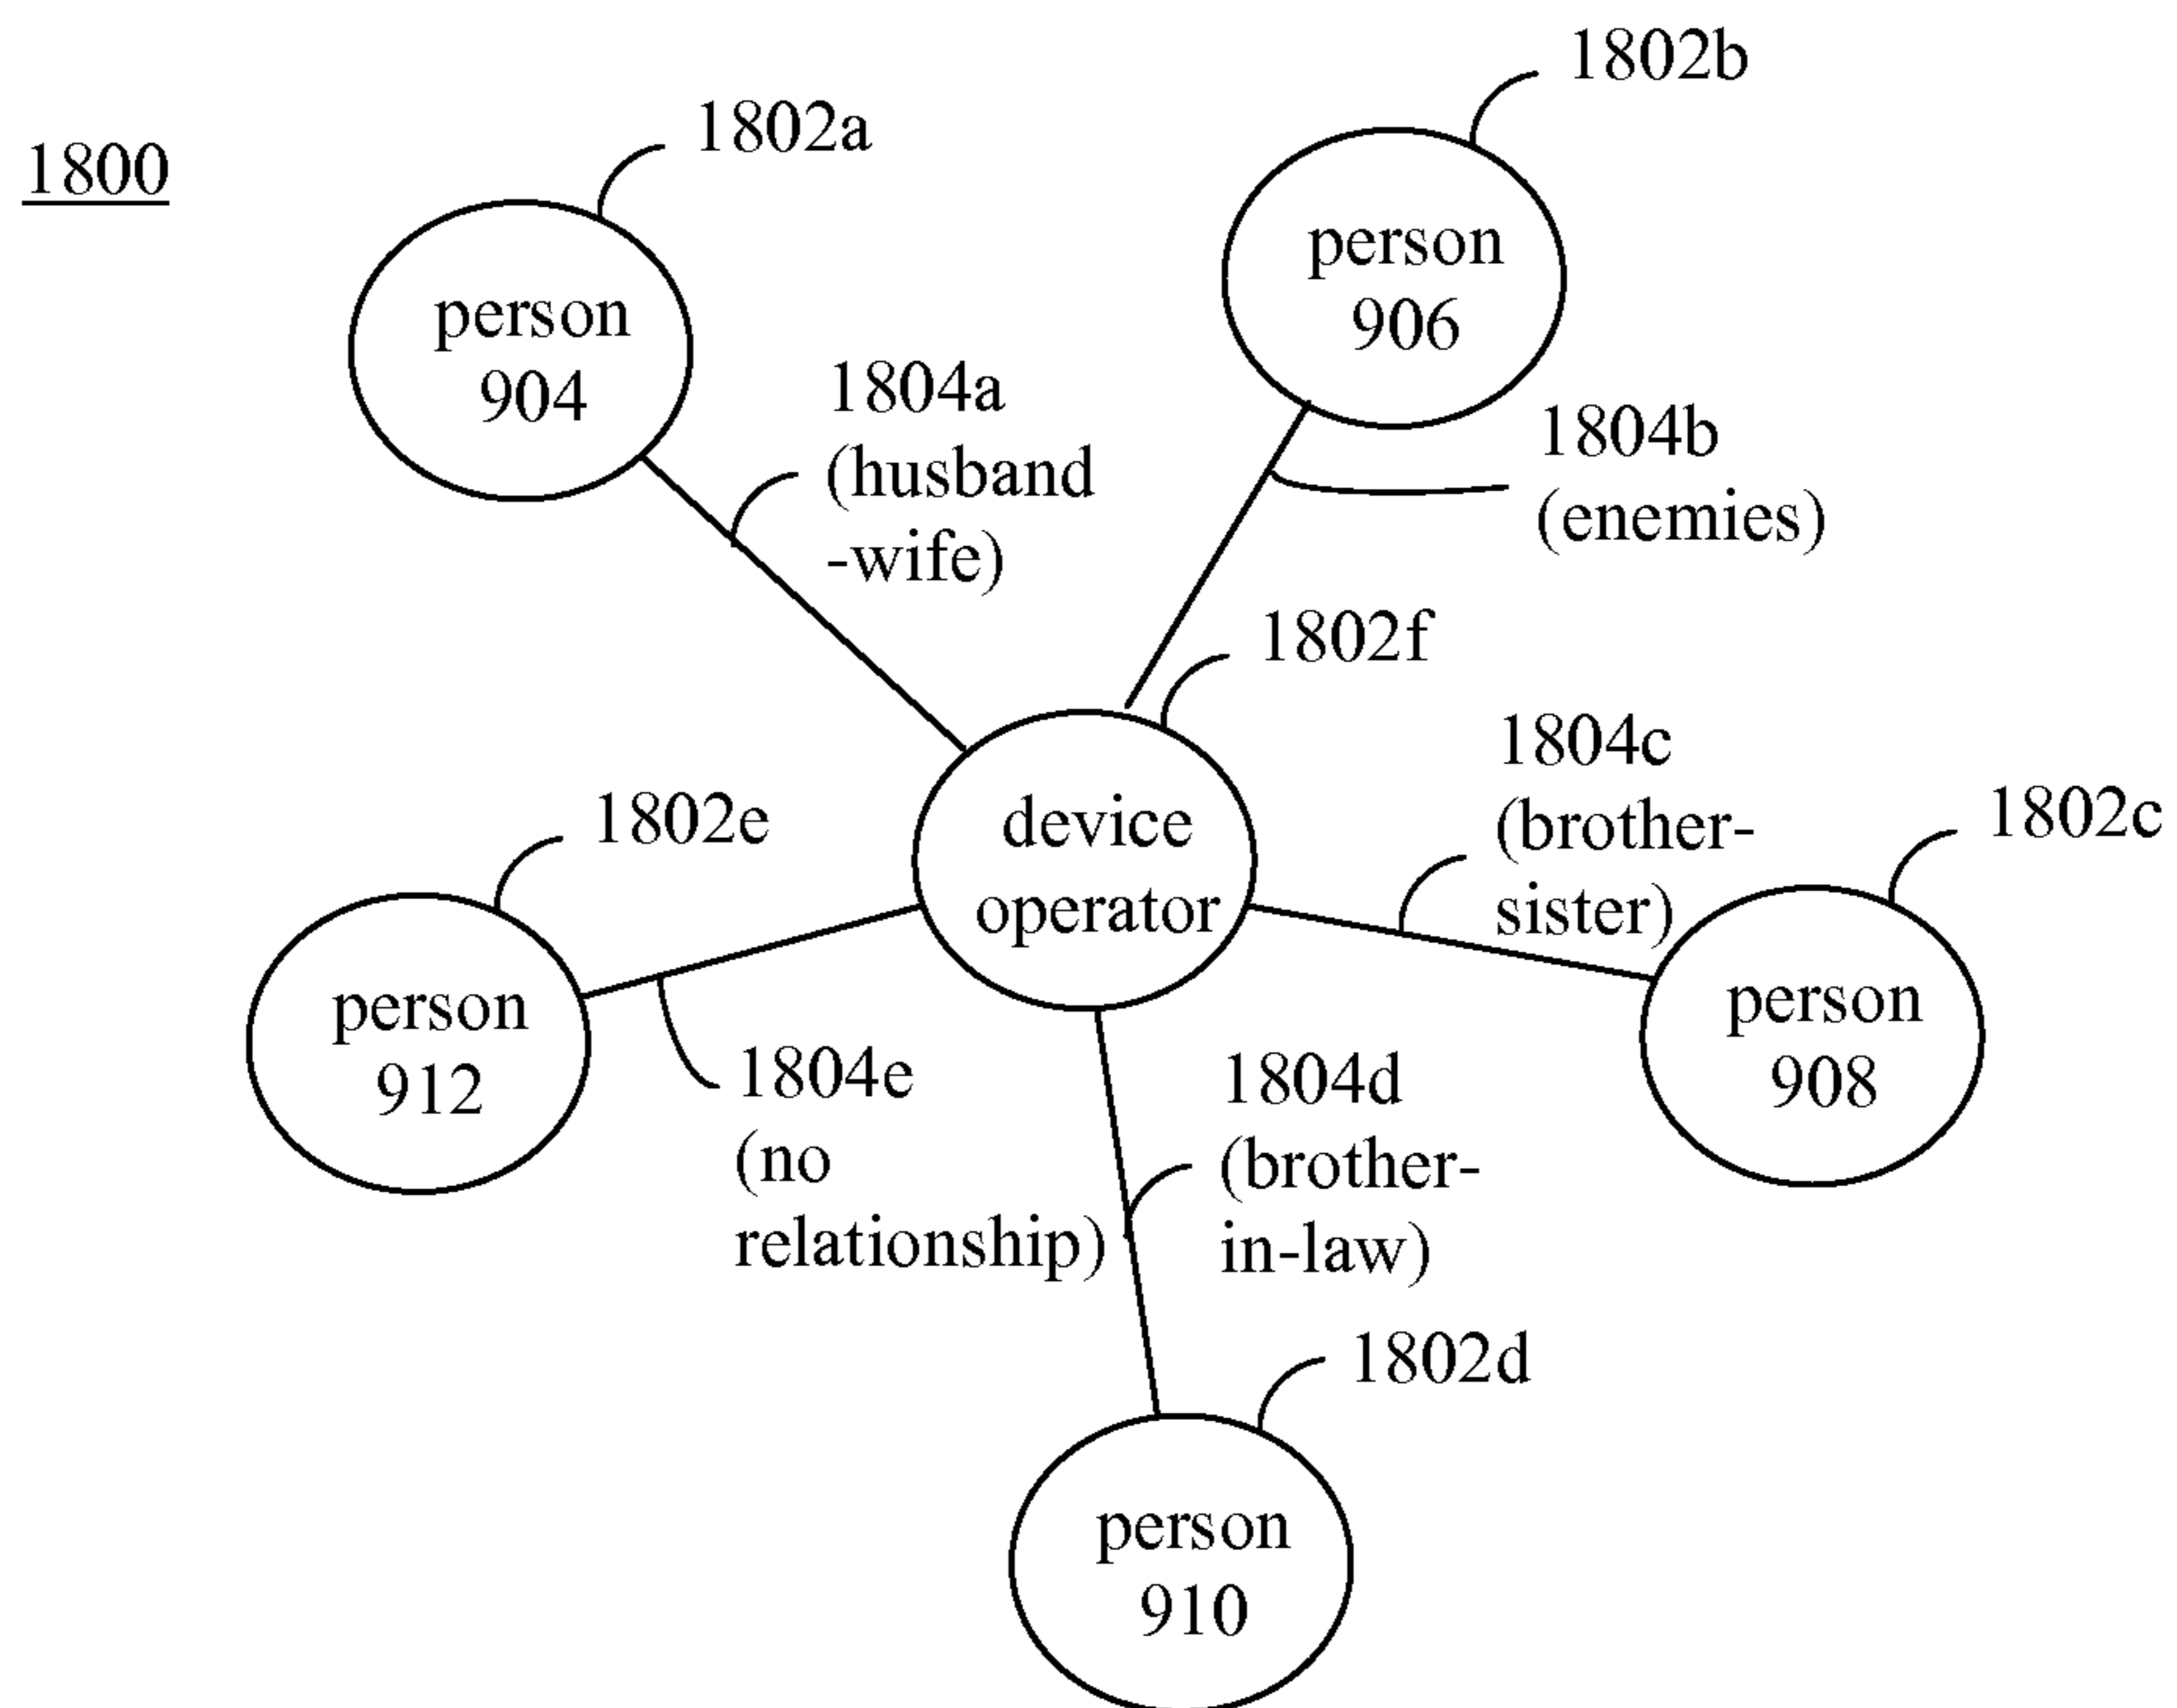 1800
1802a
1802b
person
904
person
906
1804a
(husband
-wife)
1804b
(enemies)
1802f
device
operator
1804c
(brother-
sister)
1802c
1802e
person
912
person
908
1804e
(no
relationship)
1804d
(brother-
in-law)
1802d
person
910